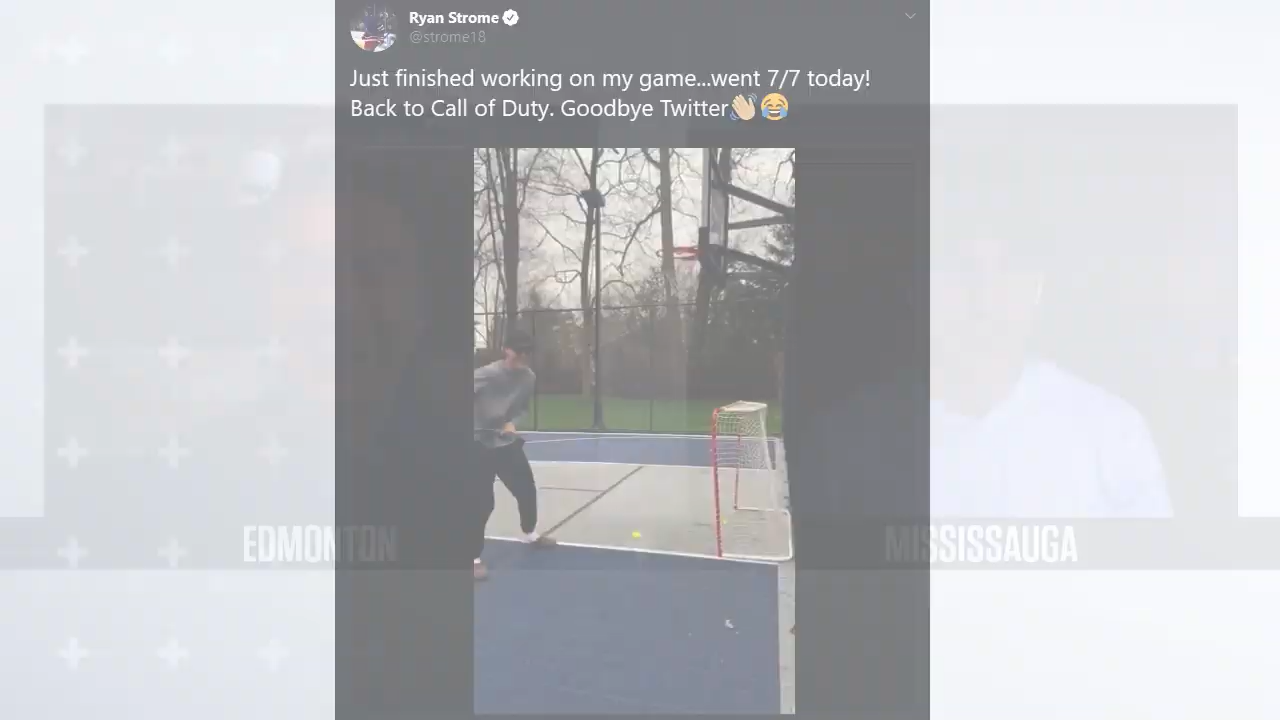 Ryan Strome
@strome18
Just finished working on my game...went 7/7 today!
Back to Call of Duty. Goodbye Twitter👋🏼😂
EDMONTON
MISSISSAUGA